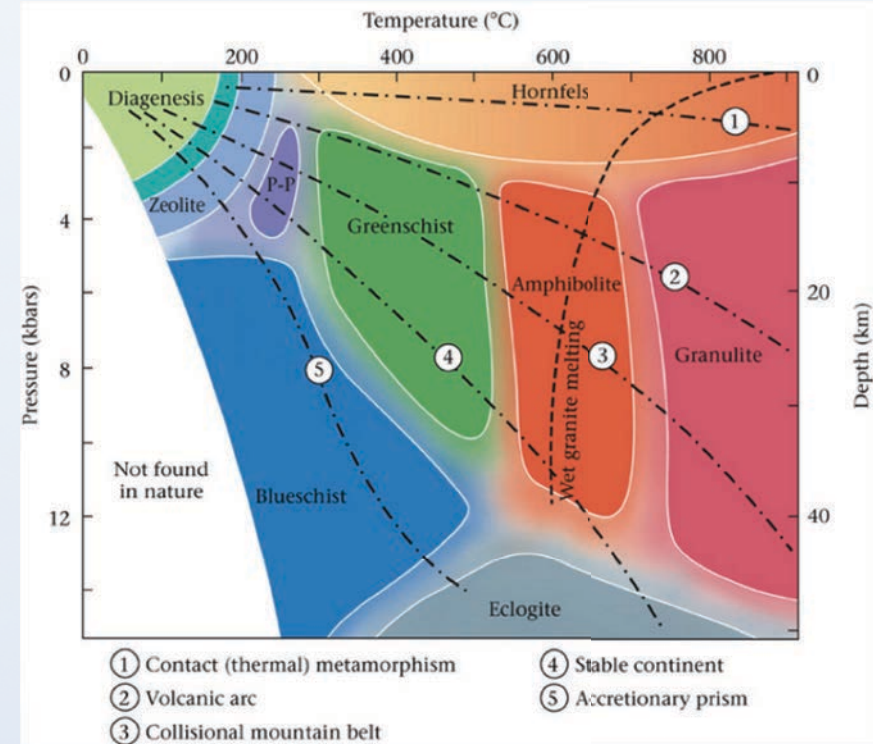 Temperature (°C)
0 200 400 600 800
0
4
8
12
Pressure (kbars)
0
20
40
Depth (km)
Diagenesis
Hornfels
1
Zeolite
P-P
Greenschist
Amphibolite
2
Granulite
3
4
5
Wet granite melting
Not found
in nature
Blueschist
Eclogite
1 Contact (thermal) metamorphism
2 Volcanic arc
3 Collisional mountain belt
4 Stable continent
5 Accretionary prism